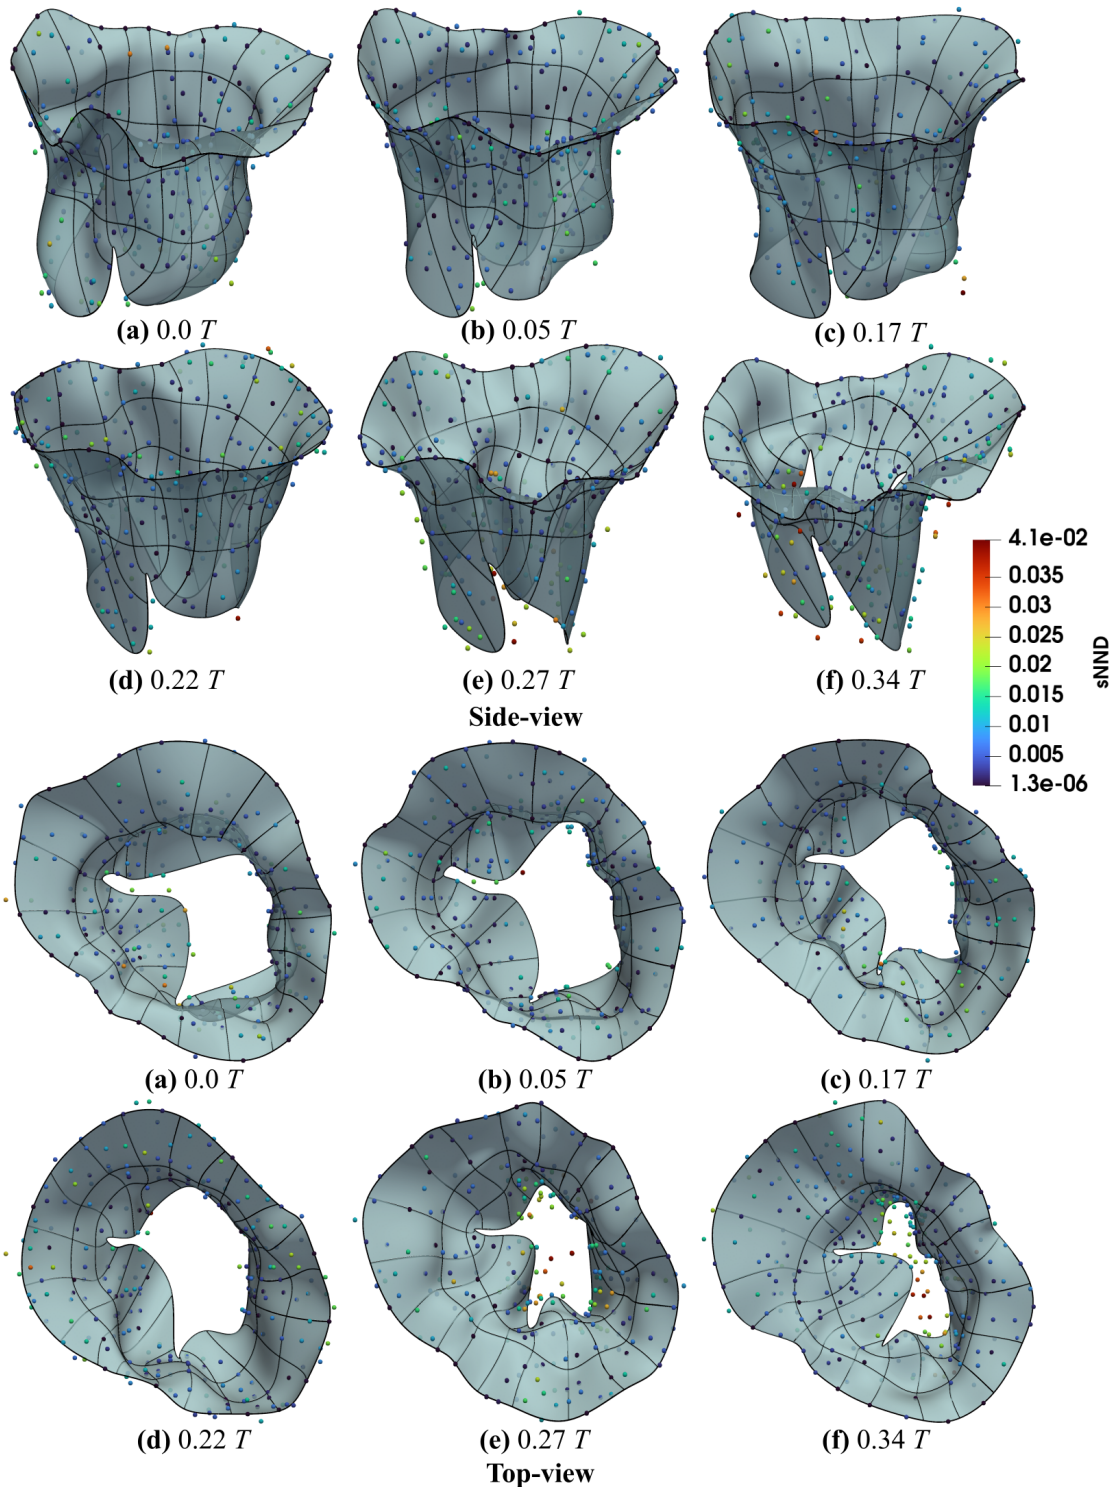 (a) 0.0 T
(b) 0.05 T
(c) 0.17 T
(d) 0.22 T
(e) 0.27 T
(f) 0.34 T
Side-view
4.1e-02
0.035
0.03
0.025
0.02
0.015
0.01
0.005
1.3e-06
sNND
(a) 0.0 T
(b) 0.05 T
(c) 0.17 T
(d) 0.22 T
(e) 0.27 T
(f) 0.34 T
Top-view